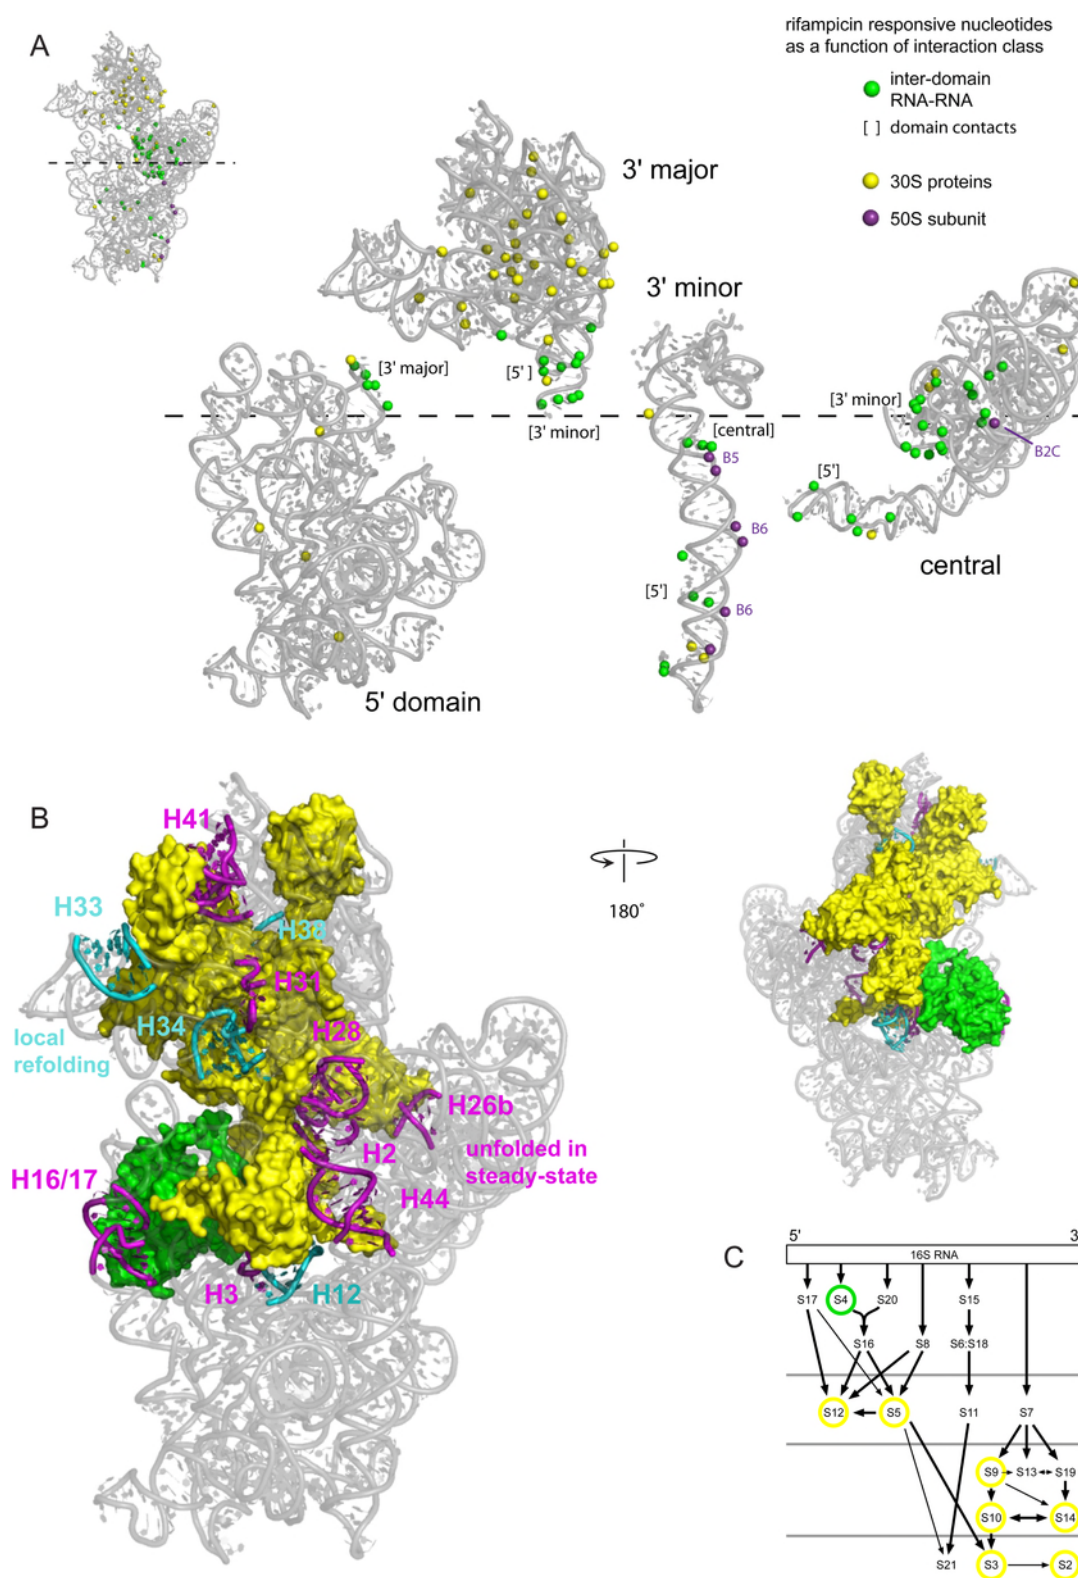 A
rifampicin responsive nucleotides
as a function of interaction class
inter-domain
RNA-RNA
[ ] domain contacts
30S proteins
50S subunit
3' major
3' minor
[3' major]
[5' ]
[3' minor]
[central]
B5
B6
[5']
B6
[3' minor]
B2C
[5']
central
5' domain
B
H41
H33
H38
H31
H34
H28
local
refolding
H26b
H2
unfolded in
steady-state
H16/17
H44
H3
H12
180°
C
5'
3'
16S RNA
S17
S4
S20
S15
S16
S8
S6:S18
S12
S5
S11
S7
S9
S13
S19
S10
S14
S21
S3
S2